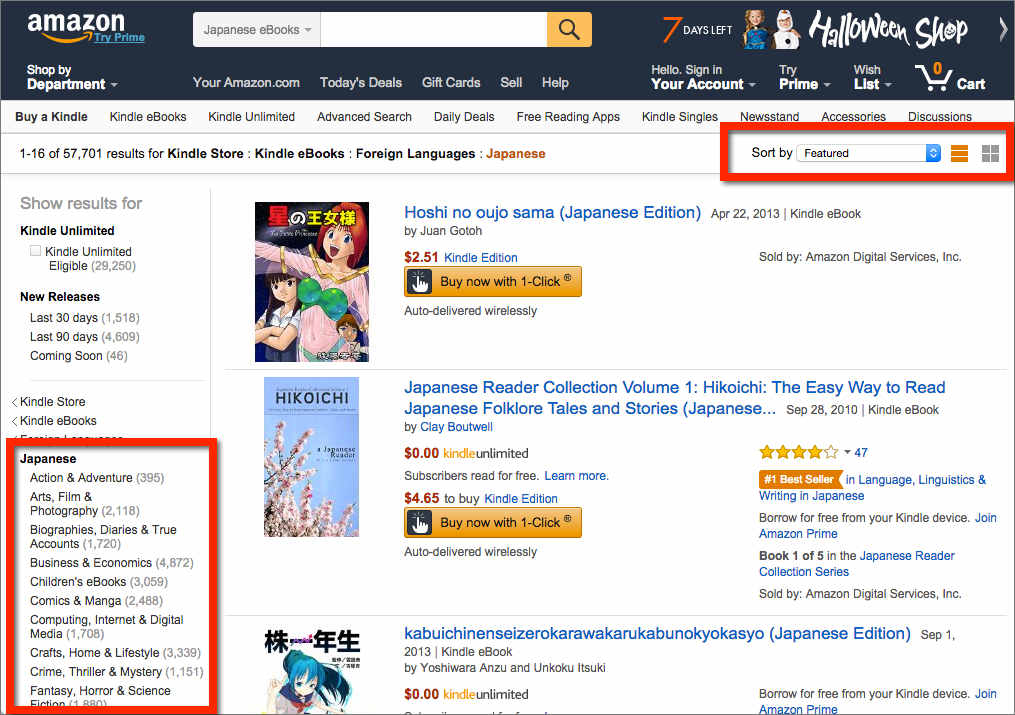 amazon
Try Prime
Japanese eBooks
7 DAYS LEFT
Halloween Shop
Shop by
Department
Your Amazon.com
Today's Deals
Gift Cards
Sell
Help
Hello. Sign in
Your Account
Try
Prime
Wish
List
0
Cart
Buy a Kindle
Kindle eBooks
Kindle Unlimited
Advanced Search
Daily Deals
Free Reading Apps
Kindle Singles
Newsstand
Accessories
Discussions
1-16 of 57,701 results for Kindle Store : Kindle eBooks : Foreign Languages : Japanese
Sort by Featured
Show results for
Kindle Unlimited
Kindle Unlimited
Eligible (29,250)
New Releases
Last 30 days (1,518)
Last 90 days (4,609)
Coming Soon (46)
Kindle Store
Kindle eBooks
Foreign Languages
Japanese
Action & Adventure (395)
Arts, Film &
Photography (2,118)
Biographies, Diaries & True
Accounts (1,720)
Business & Economics (4,872)
Children's eBooks (3,059)
Comics & Manga (2,488)
Computing, Internet & Digital
Media (1,708)
Crafts, Home & Lifestyle (3,339)
Crime, Thriller & Mystery (1,151)
Fantasy, Horror & Science
Fiction (1,880)
星の王女様
Hoshi no oujo sama (Japanese Edition) Apr 22, 2013 | Kindle eBook
by Juan Gotoh
$2.51 Kindle Edition
Buy now with 1-Click ®
Auto-delivered wirelessly
Sold by: Amazon Digital Services, Inc.
HIKOICHI
a Japanese
Reader
Japanese Reader Collection Volume 1: Hikoichi: The Easy Way to Read
Japanese Folklore Tales and Stories (Japanese... Sep 28, 2010 | Kindle eBook
by Clay Boutwell
$0.00 kindleunlimited
Subscribers read for free. Learn more.
$4.65 to buy Kindle Edition
Buy now with 1-Click ®
Auto-delivered wirelessly
47
#1 Best Seller in Language, Linguistics &
Writing in Japanese
Borrow for free from your Kindle device. Join
Amazon Prime
Book 1 of 5 in the Japanese Reader
Collection Series
Sold by: Amazon Digital Services, Inc.
株一年生
kabuichinenseizerokarawakarukabunokyokasyo (Japanese Edition) Sep 1,
2013 | Kindle eBook
by Yoshiwara Anzu and Unkoku Itsuki
$0.00 kindleunlimited
Subscribers read for free. Learn more.
Borrow for free from your Kindle device. Join
Amazon Prime